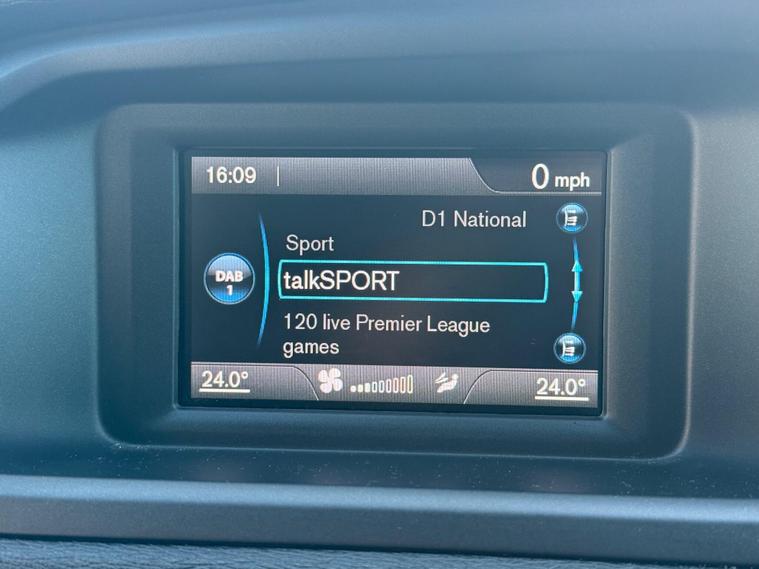 16:09
0 mph
D1 National
Sport
DAB
1
talkSPORT
120 live Premier League
games
24.0°
24.0°